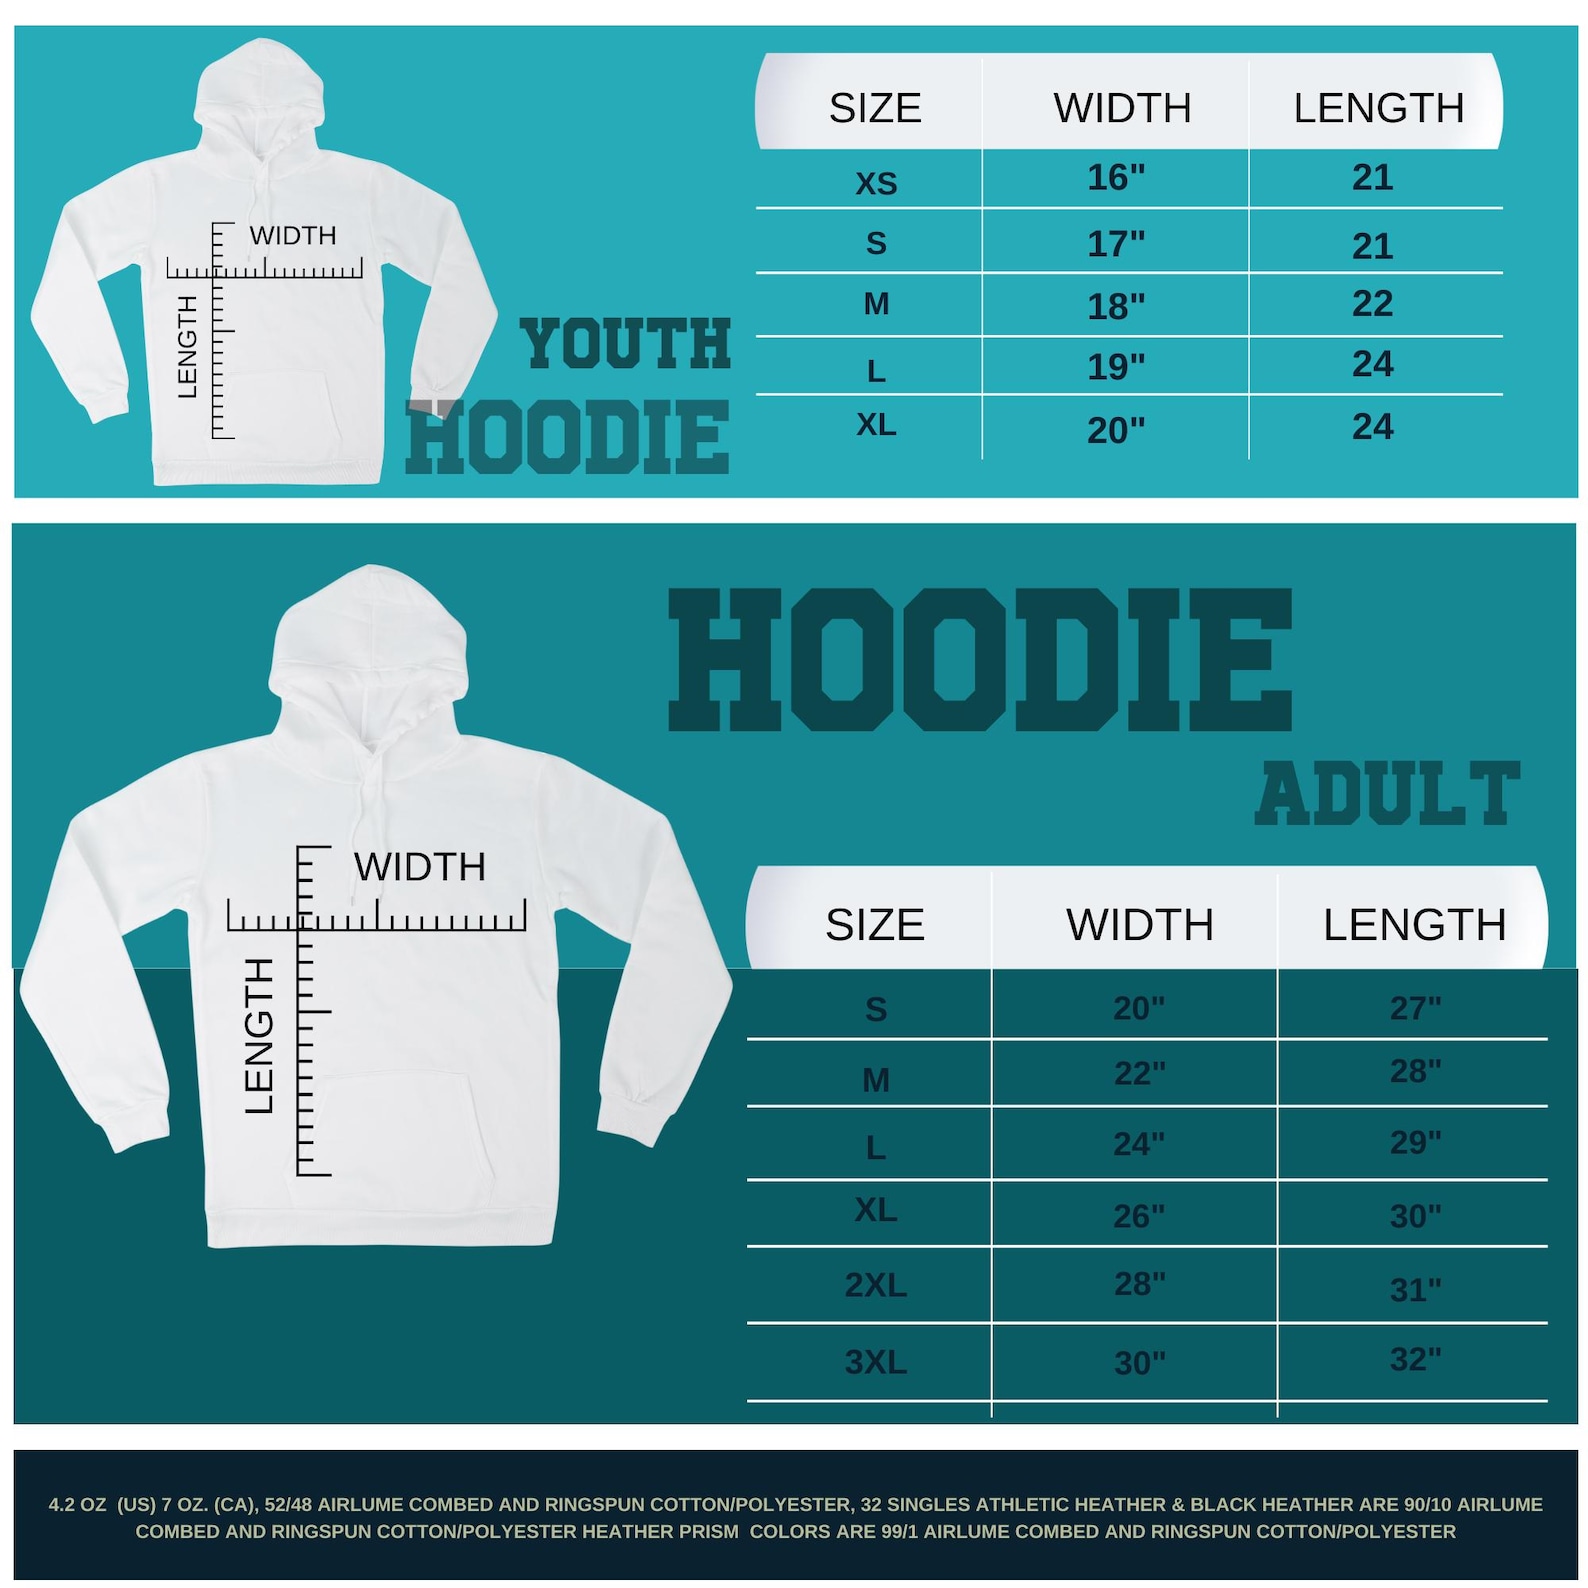 SIZE WIDTH LENGTH
XS 16" 21
S 17" 21
M 18" 22
L 19" 24
XL 20" 24
WIDTH
LENGTH
YOUTH
HOODIE
HOODIE
ADULT
WIDTH
LENGTH
SIZE WIDTH LENGTH
S 20" 27"
M 22" 28"
L 24" 29"
XL 26" 30"
2XL 28" 31"
3XL 30" 32"
4.2 OZ (US) 7 OZ. (CA), 52/48 AIRLUME COMBED AND RINGSPUN COTTON/POLYESTER, 32 SINGLES ATHLETIC HEATHER & BLACK HEATHER ARE 90/10 AIRLUME
COMBED AND RINGSPUN COTTON/POLYESTER HEATHER PRISM COLORS ARE 99/1 AIRLUME COMBED AND RINGSPUN COTTON/POLYESTER